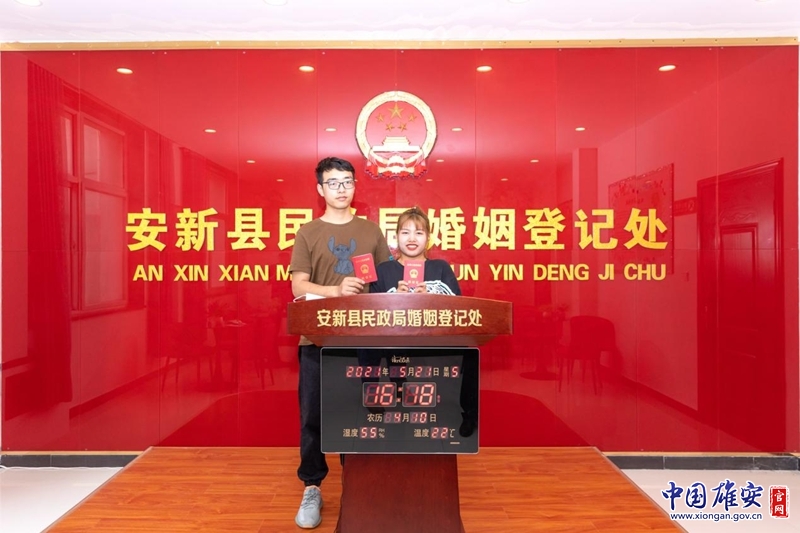 安新县民政局婚姻登记处
AN XIN XIAN M UN YIN DENG JI CHU
安新县民政局婚姻登记处
2021年 5月21日 星期5
16:18
农历 4月10日
湿度 55 RH% 温度 22℃
中国雄安 官网
www.xiongan.gov.cn